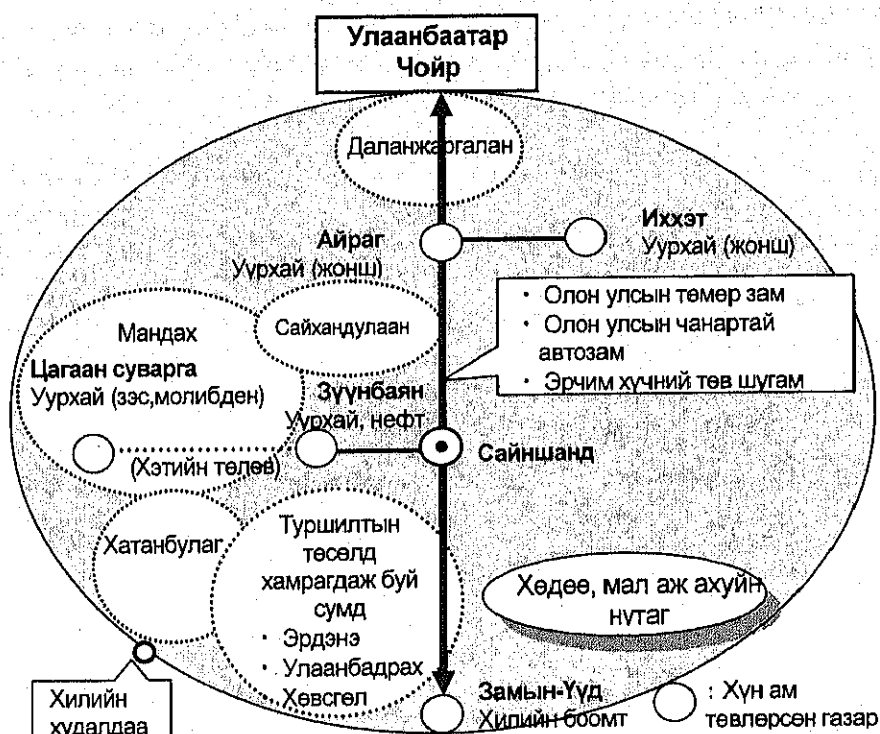 Улаанбаатар
Чойр
Даланжаргалан
Айраг
Уурхай (жонш)
Иххэт
Уурхай (жонш)
· Олон улсын төмөр зам
· Олон улсын чанартай
автозам
· Эрчим хүчний төв шугам
Мандах
Сайхандулаан
Цагаан суварга
Уурхай (зэс,молибден)
Зүүнбаян
Уурхай, нефт
(Хэтийн төлөв)
Сайншанд
Хатанбулаг
Туршилтын
төсөлд
хамрагдаж буй
сумд
· Эрдэнэ
· Улаанбадрах
Хөвсгөл
Хөдөө, мал аж ахуйн
нутаг
Хилийн
худалдаа
Замын-Үүд
Хилийн боомт
: Хүн ам
төвлөрсөн газар